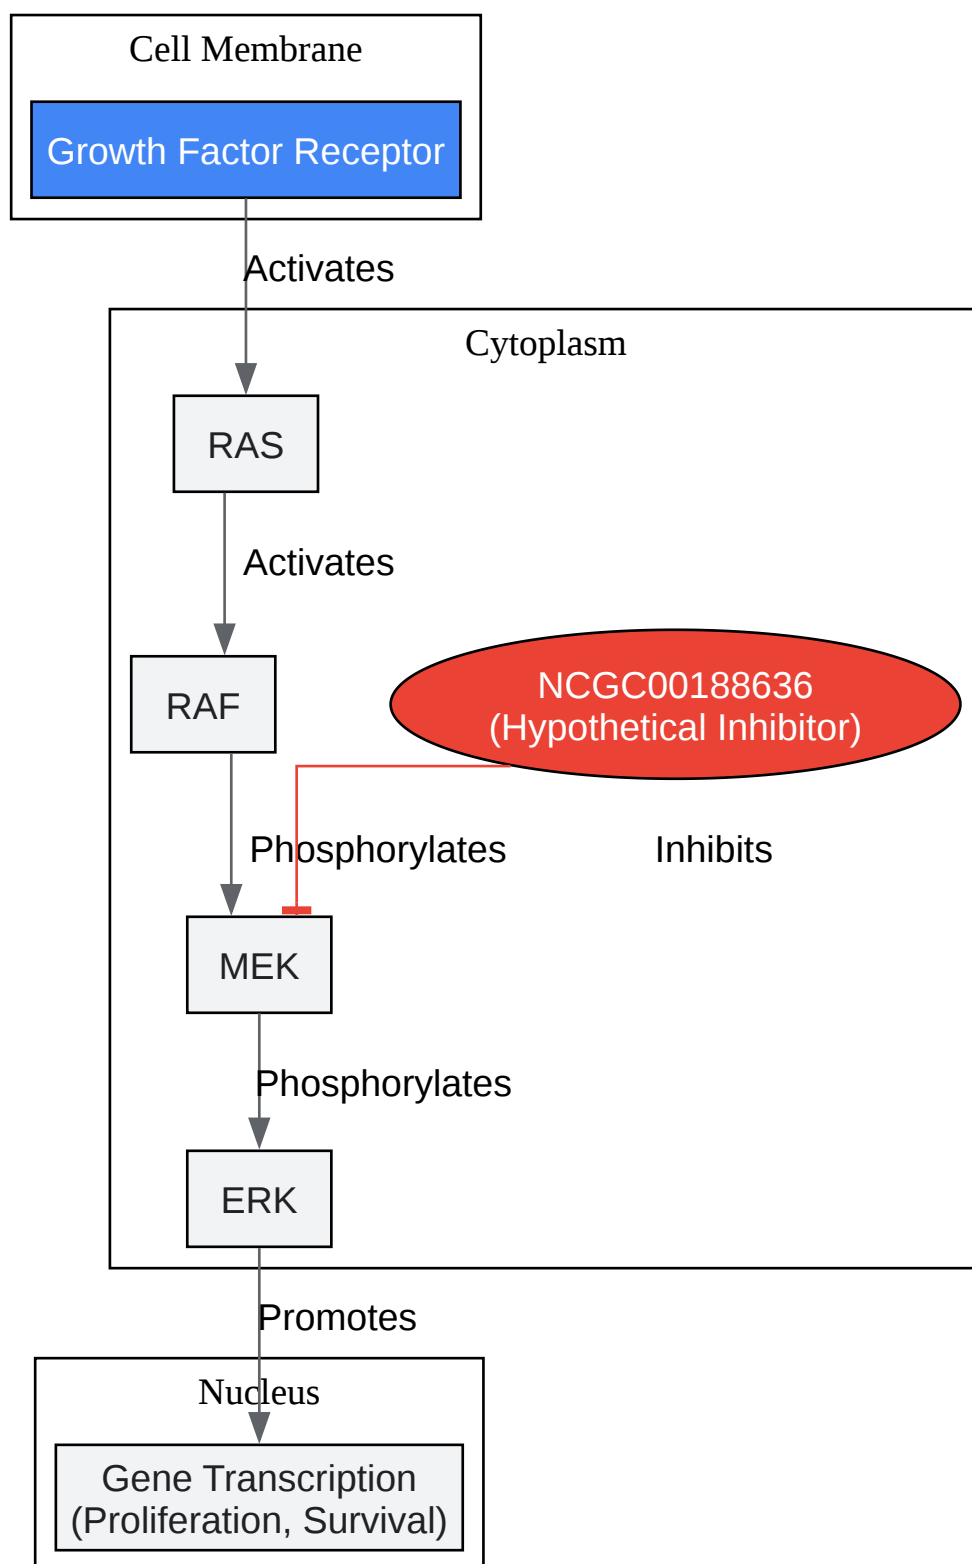 Cell Membrane
Growth Factor Receptor
Activates
Cytoplasm
RAS
Activates
RAF
NCGC00188636
(Hypothetical Inhibitor)
Phosphorylates
Inhibits
MEK
Phosphorylates
ERK
Promotes
Nucleus
Gene Transcription
(Proliferation, Survival)